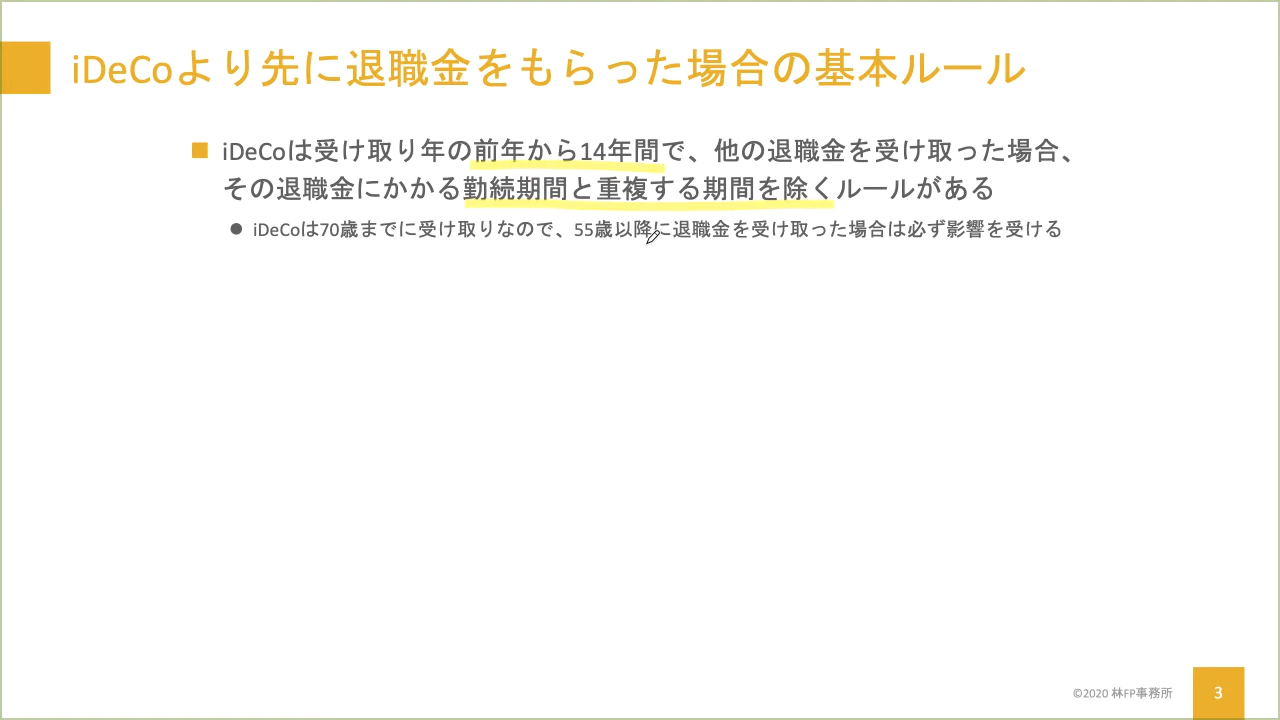 iDeCoより先に退職金をもらった場合の基本ルール
iDeCoは受け取り年の前年から14年間で、他の退職金を受け取った場合、
その退職金にかかる勤続期間と重複する期間を除くルールがある
iDeCoは70歳までに受け取りなので、55歳以降に退職金を受け取った場合は必ず影響を受ける
©2020 林FP事務所
3